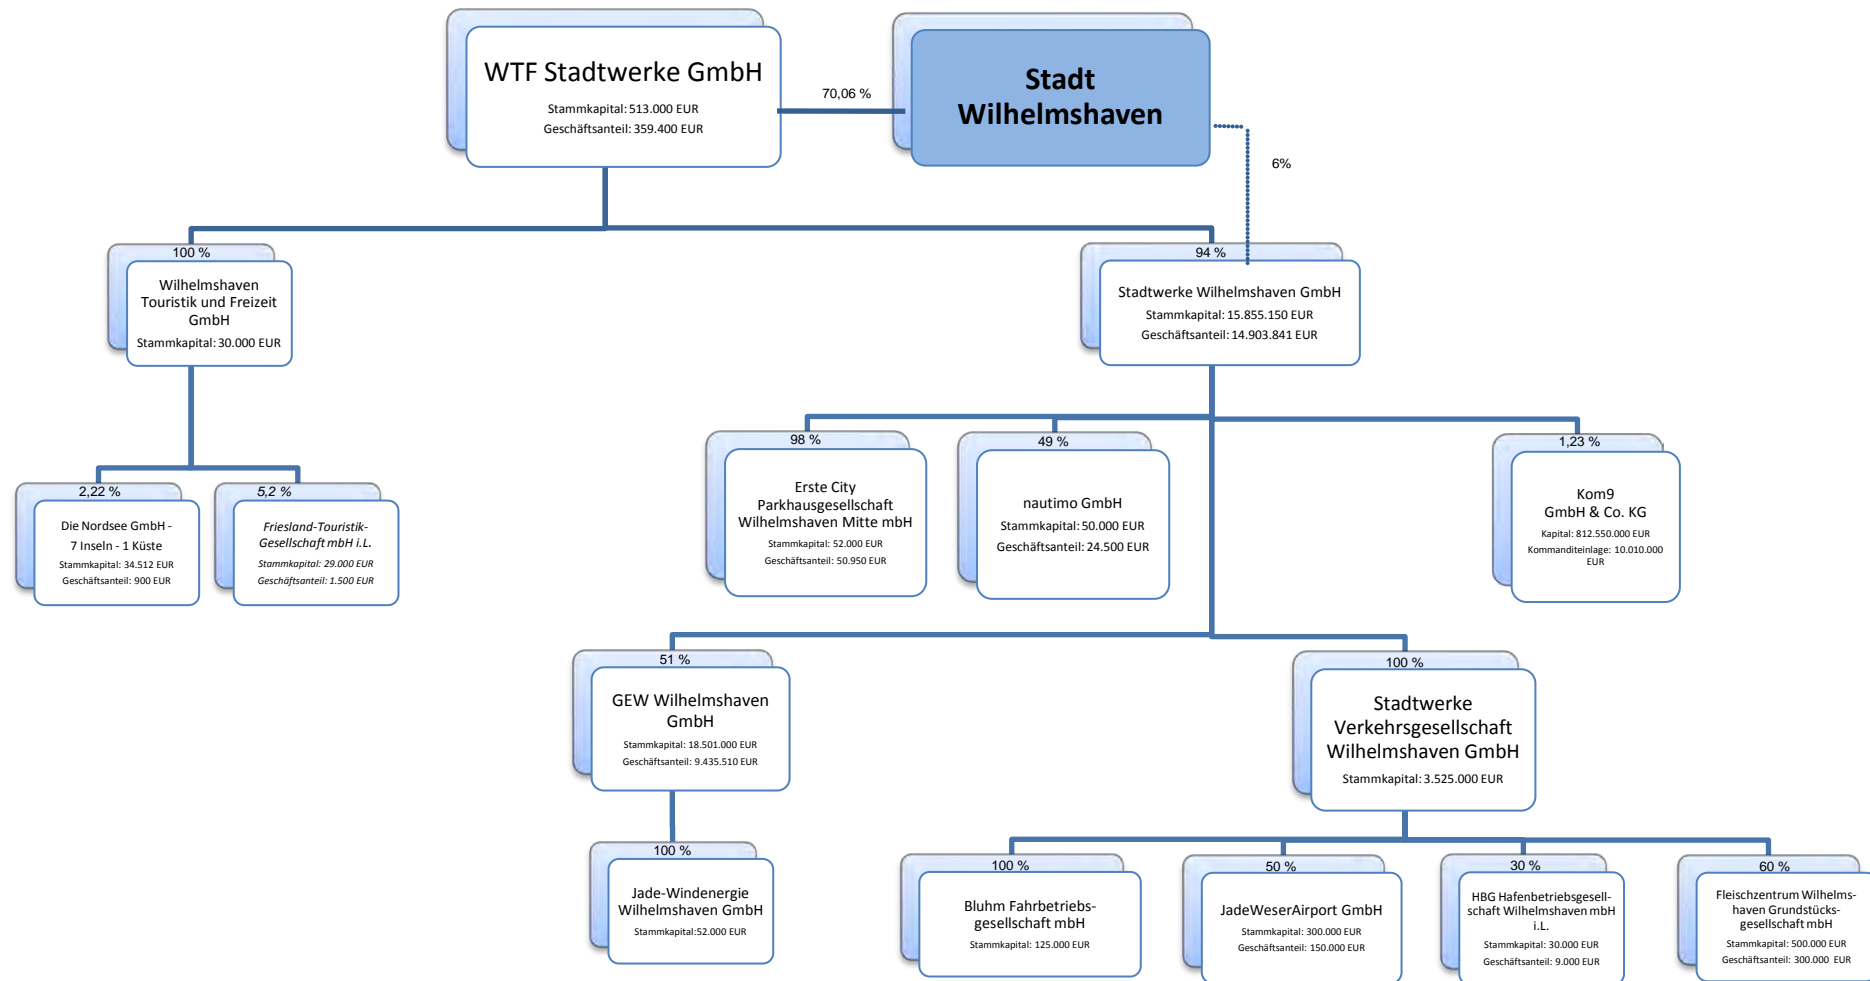 WTF Stadtwerke GmbH
Stammkapital: 513.000 EUR
Geschäftsanteil: 359.400 EUR
70,06 %
Stadt
Wilhelmshaven
6%
100 %
Wilhelmshaven
Touristik und Freizeit
GmbH
Stammkapital: 30.000 EUR
94 %
Stadtwerke Wilhelmshaven GmbH
Stammkapital: 15.855.150 EUR
Geschäftsanteil: 14.903.841 EUR
2,22 %
Die Nordsee GmbH -
7 Inseln - 1 Küste
Stammkapital: 34.512 EUR
Geschäftsanteil: 900 EUR
5,2 %
Friesland-Touristik-
Gesellschaft mbH i.L.
Stammkapital: 29.000 EUR
Geschäftsanteil: 1.500 EUR
98 %
Erste City
Parkhausgesellschaft
Wilhelmshaven Mitte mbH
Stammkapital: 52.000 EUR
Geschäftsanteil: 50.950 EUR
49 %
nautimo GmbH
Stammkapital: 50.000 EUR
Geschäftsanteil: 24.500 EUR
1,23 %
Kom9
GmbH & Co. KG
Kapital: 812.550.000 EUR
Kommanditeinlage: 10.010.000
EUR
51 %
GEW Wilhelmshaven
GmbH
Stammkapital: 18.501.000 EUR
Geschäftsanteil: 9.435.510 EUR
100 %
Stadtwerke
Verkehrsgesellschaft
Wilhelmshaven GmbH
Stammkapital: 3.525.000 EUR
100 %
Jade-Windenergie
Wilhelmshaven GmbH
Stammkapital:52.000 EUR
100 %
Bluhm Fahrbetriebs-
gesellschaft mbH
Stammkapital: 125.000 EUR
50 %
JadeWeserAirport GmbH
Stammkapital: 300.000 EUR
Geschäftsanteil: 150.000 EUR
30 %
HBG Hafenbetriebsgesell-
schaft Wilhelmshaven mbH
i.L.
Stammkapital: 30.000 EUR
Geschäftsanteil: 9.000 EUR
60 %
Fleischzentrum Wilhelms-
haven Grundstücks-
gesellschaft mbH
Stammkapital: 500.000 EUR
Geschäftsanteil: 300.000 EUR